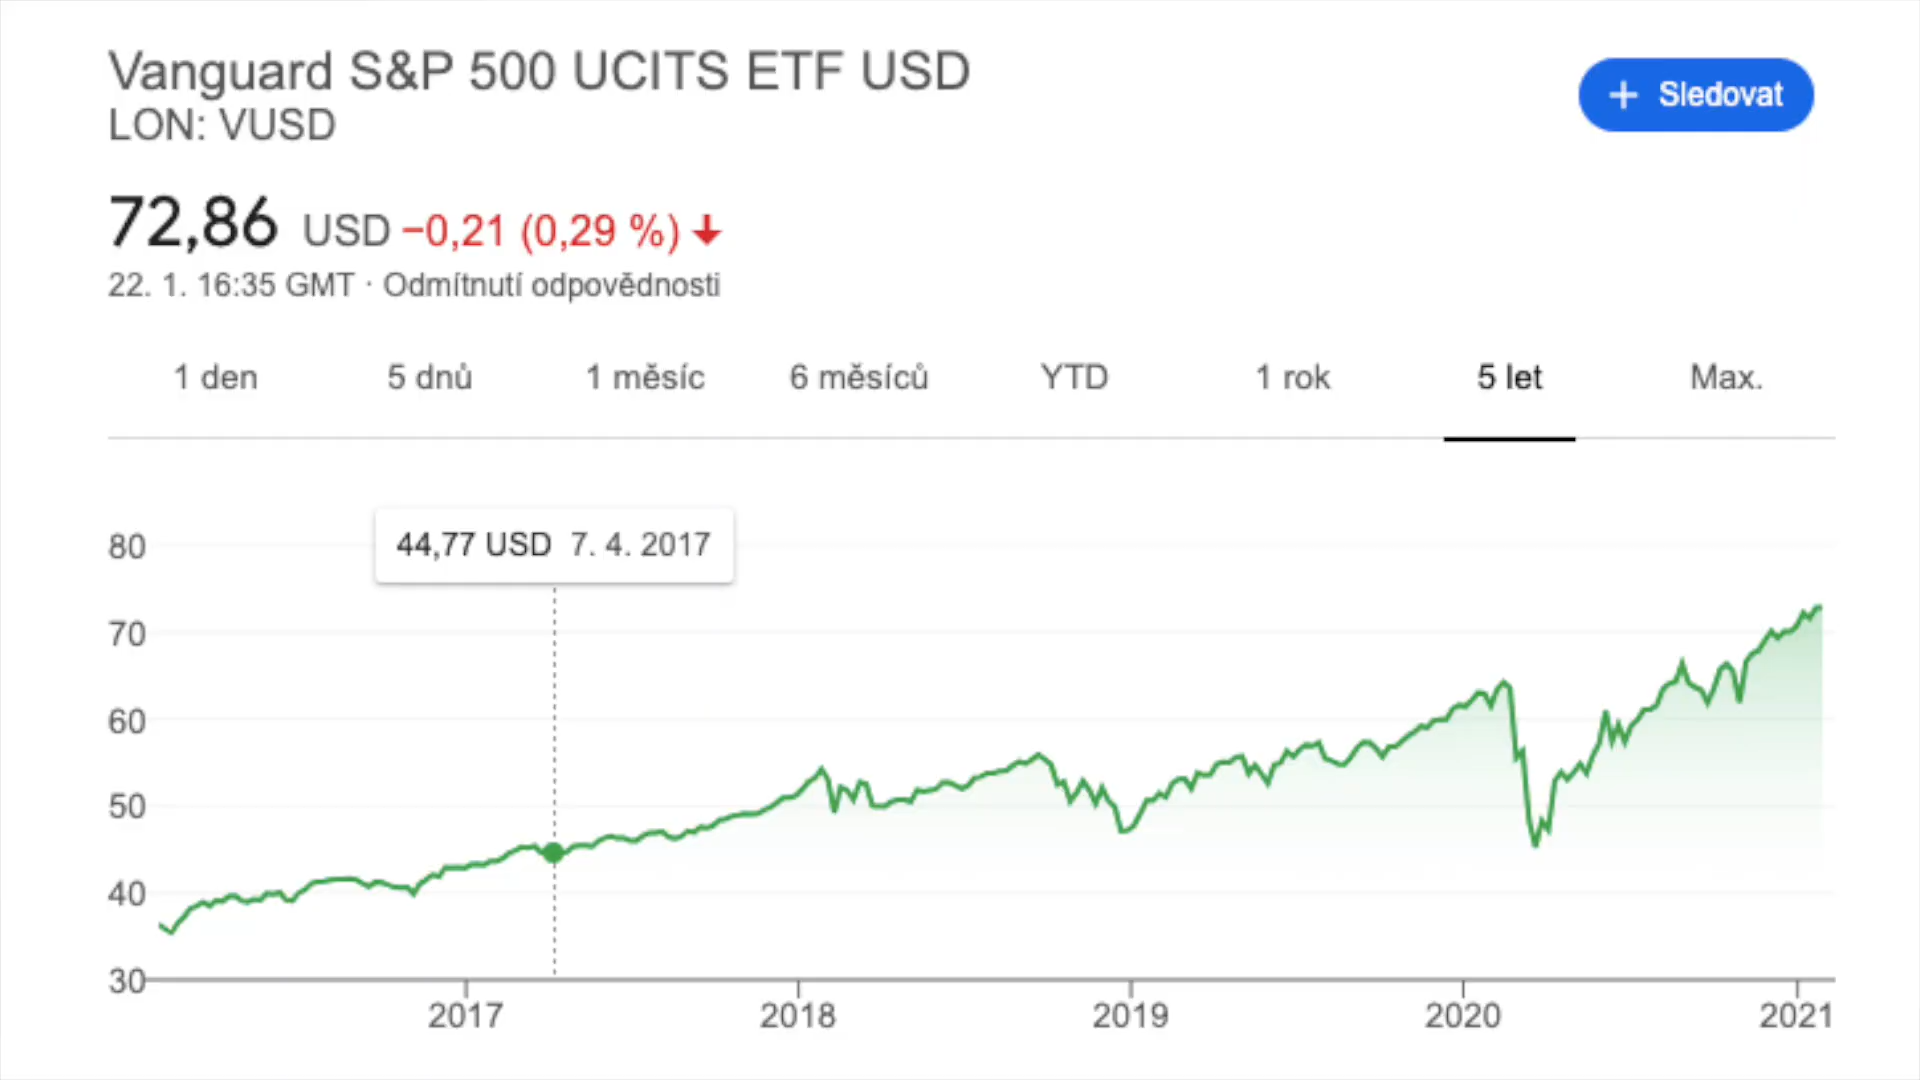 Vanguard S&P 500 UCITS ETF USD
LON: VUSD
+ Sledovat
72,86 USD −0,21 (0,29 %) ↓
22. 1. 16:35 GMT · Odmítnutí odpovědnosti
1 den 5 dnů 1 měsíc 6 měsíců YTD 1 rok 5 let Max.
44,77 USD 7. 4. 2017
80
70
60
50
40
30
2017 2018 2019 2020 2021